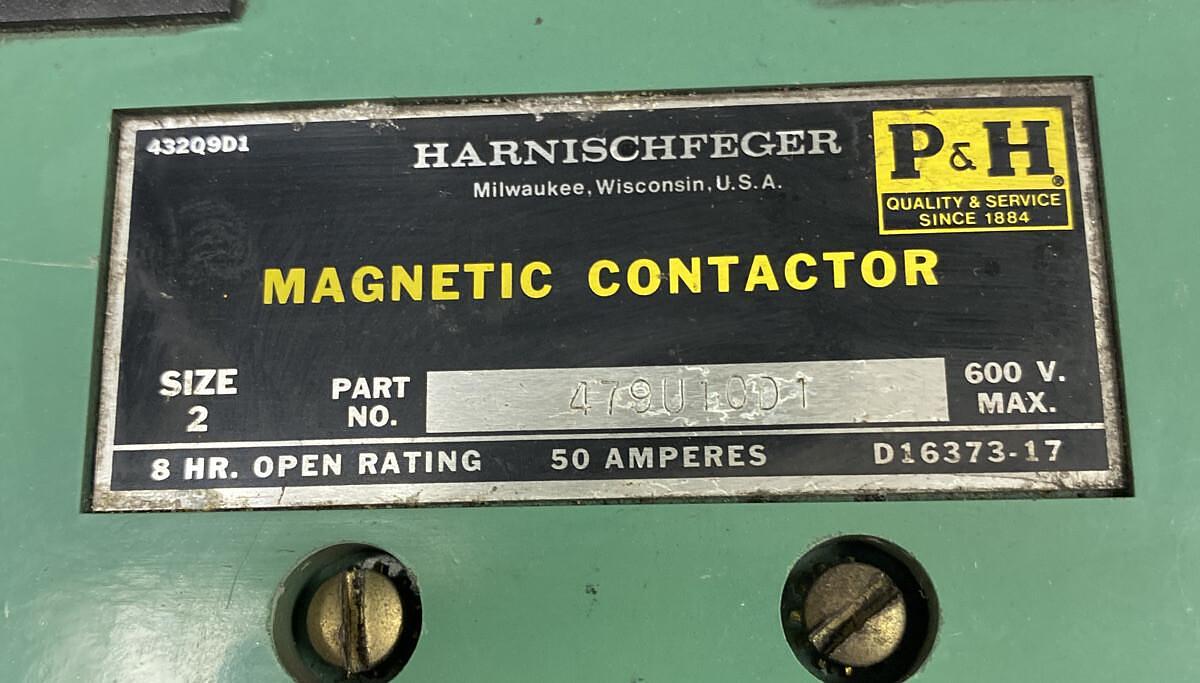 432Q9D1
HARNISCHFEGER
Milwaukee, Wisconsin, U.S.A.
P&H®
QUALITY & SERVICE
SINCE 1884
MAGNETIC CONTACTOR
SIZE
2
PART
NO.
479U10D1
600 V.
MAX.
8 HR. OPEN RATING 50 AMPERES D16373-17